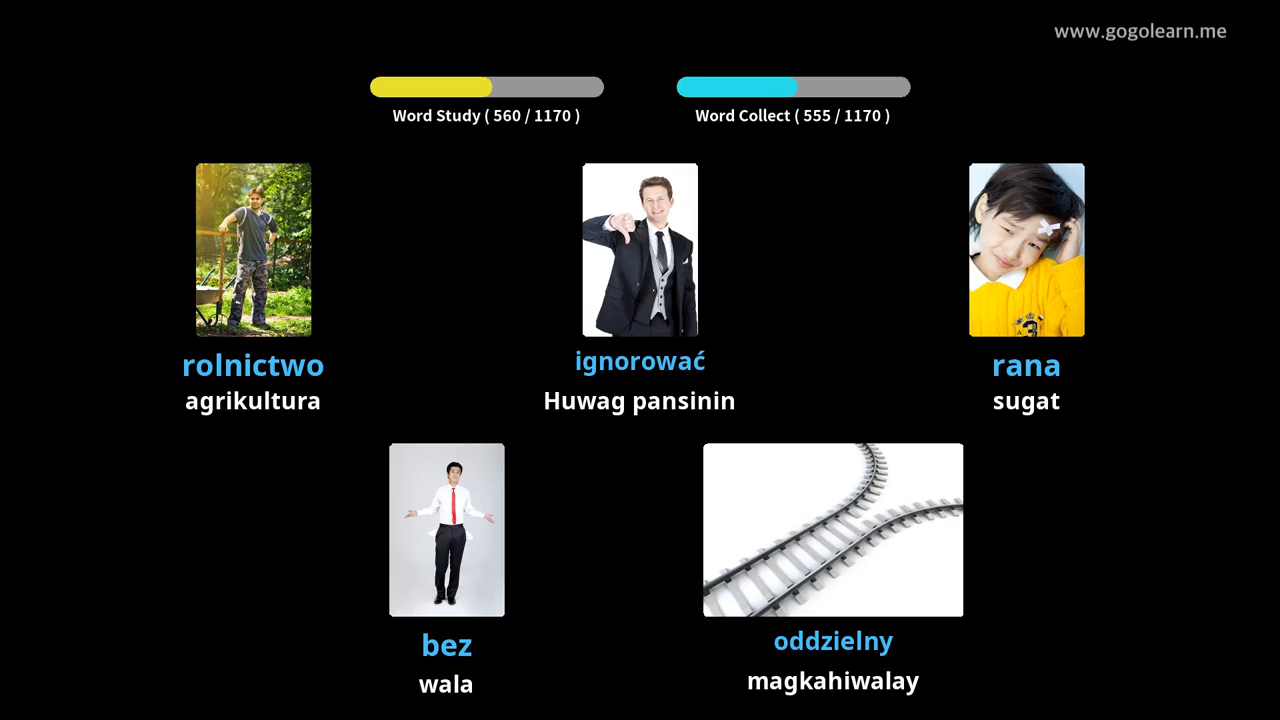 www.gogolearn.me
Word Study ( 560 / 1170 )
Word Collect ( 555 / 1170 )
rolnictwo
agrikultura
ignorować
Huwag pansinin
rana
sugat
3
bez
wala
oddzielny
magkahiwalay